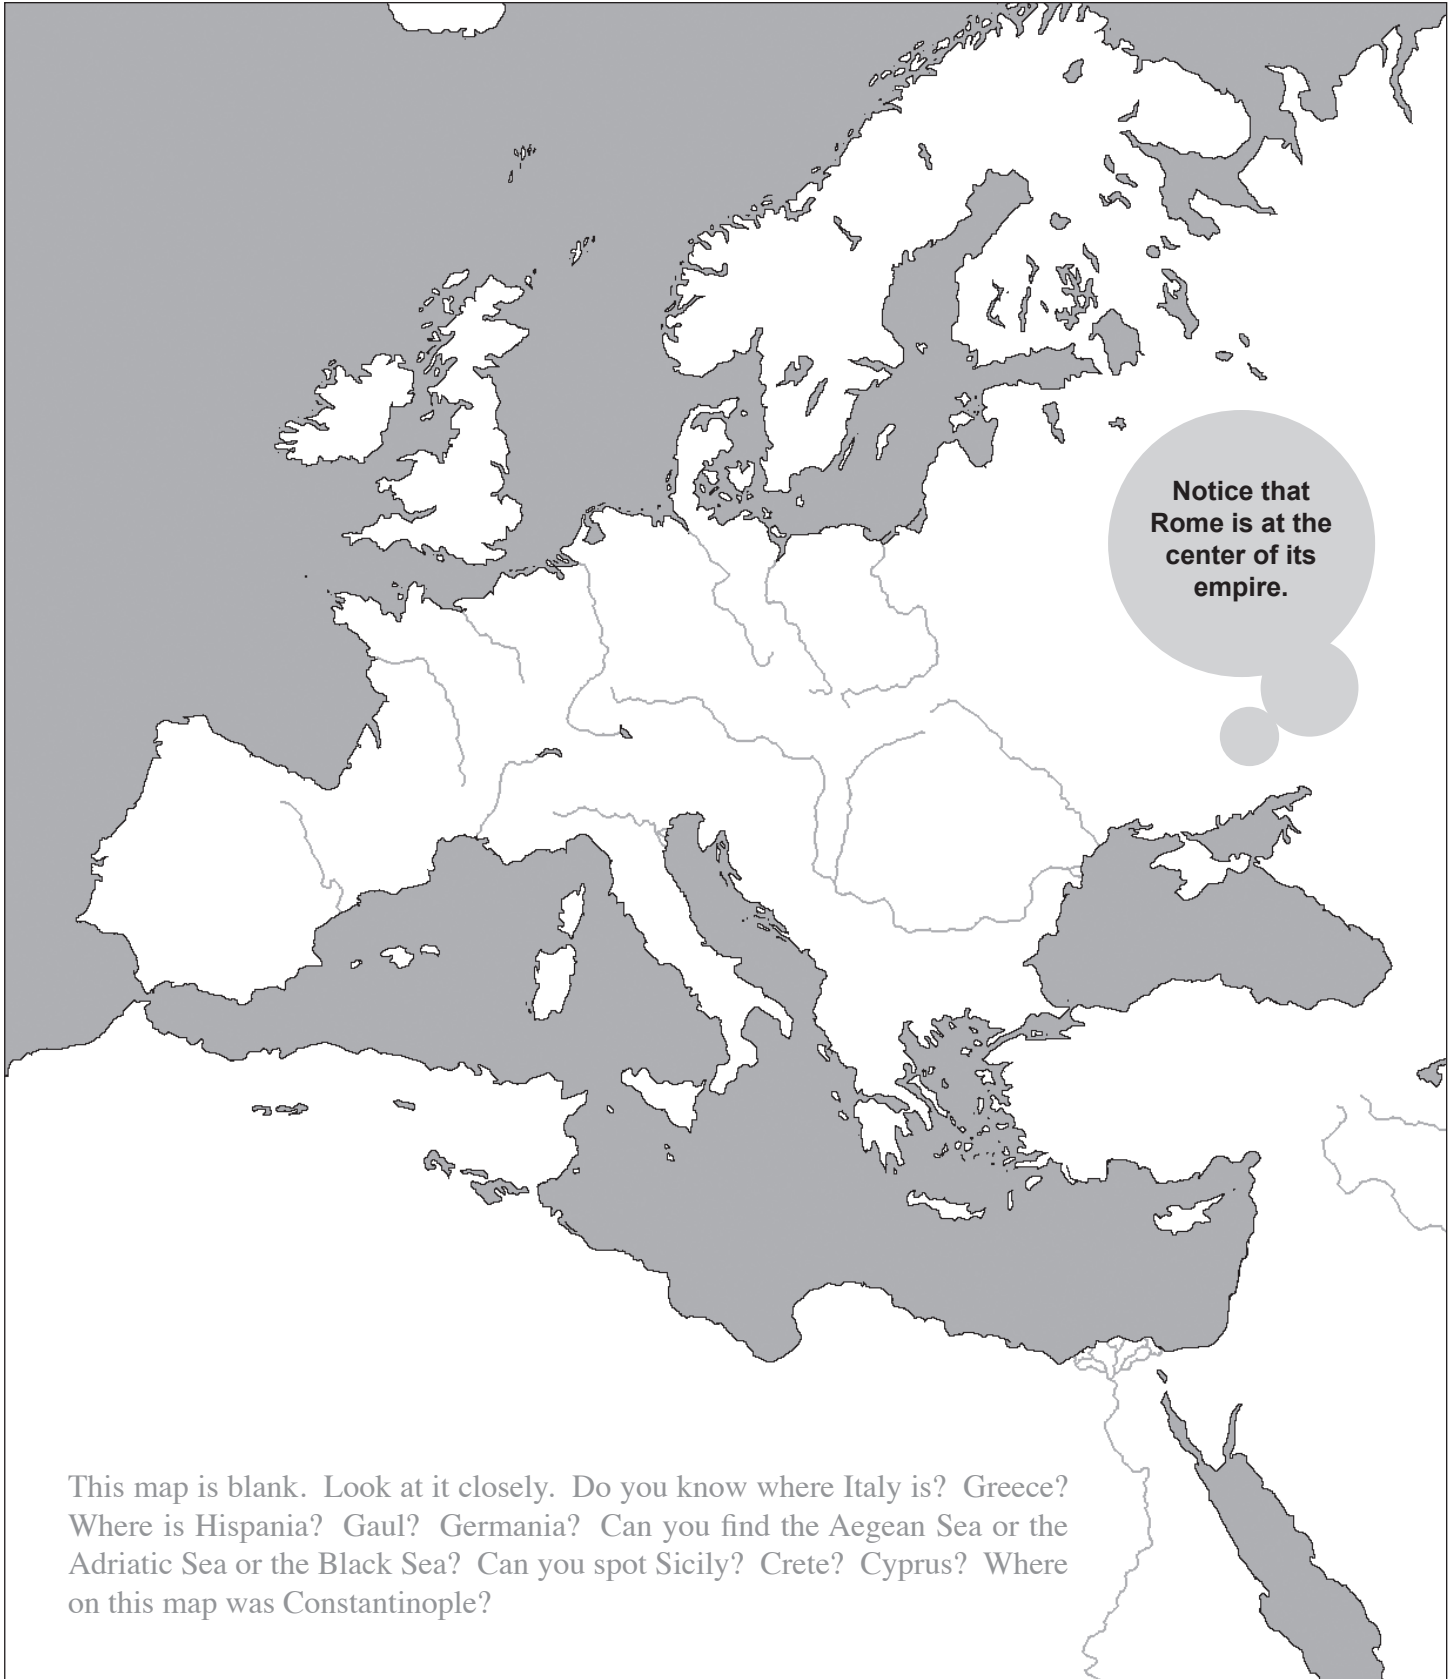 Notice that
Rome is at the
center of its
empire.
This map is blank.  Look at it closely.  Do you know where Italy is?  Greece?
Where is Hispania?  Gaul?  Germania?  Can you find the Aegean Sea or the
Adriatic Sea or the Black Sea?  Can you spot Sicily?  Crete?  Cyprus?  Where
on this map was Constantinople?